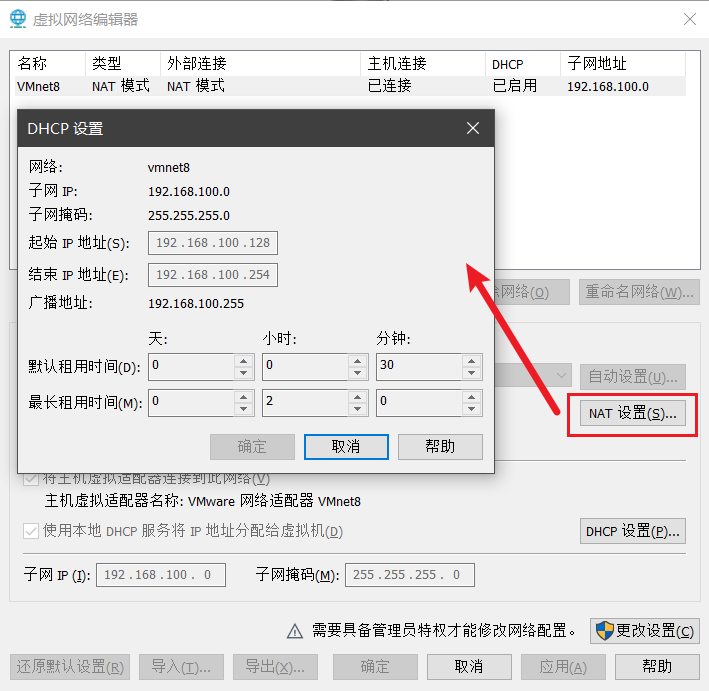 虚拟网络编辑器
名称 类型 外部连接 主机连接 DHCP 子网地址
VMnet8 NAT 模式 NAT 模式 已连接 已启用 192.168.100.0
DHCP 设置
网络: vmnet8
子网 IP: 192.168.100.0
子网掩码: 255.255.255.0
起始 IP 地址(S): 192 . 168 . 100 . 128
结束 IP 地址(E): 192 . 168 . 100 . 254
广播地址: 192.168.100.255
天: 小时: 分钟:
默认租用时间(D): 0 0 30
最长租用时间(M): 0 2 0
确定 取消 帮助
网络(O) 重命名网络(W)...
自动设置(U)...
NAT 设置(S)...
将主机虚拟适配器连接到此网络(V)
主机虚拟适配器名称: VMware 网络适配器 VMnet8
使用本地 DHCP 服务将 IP 地址分配给虚拟机(D)
DHCP 设置(P)...
子网 IP (I): 192 . 168 . 100 . 0 子网掩码(M): 255 . 255 . 255 . 0
需要具备管理员特权才能修改网络配置。 更改设置(C)
还原默认设置(R) 导入(T)... 导出(X)... 确定 取消 应用(A) 帮助